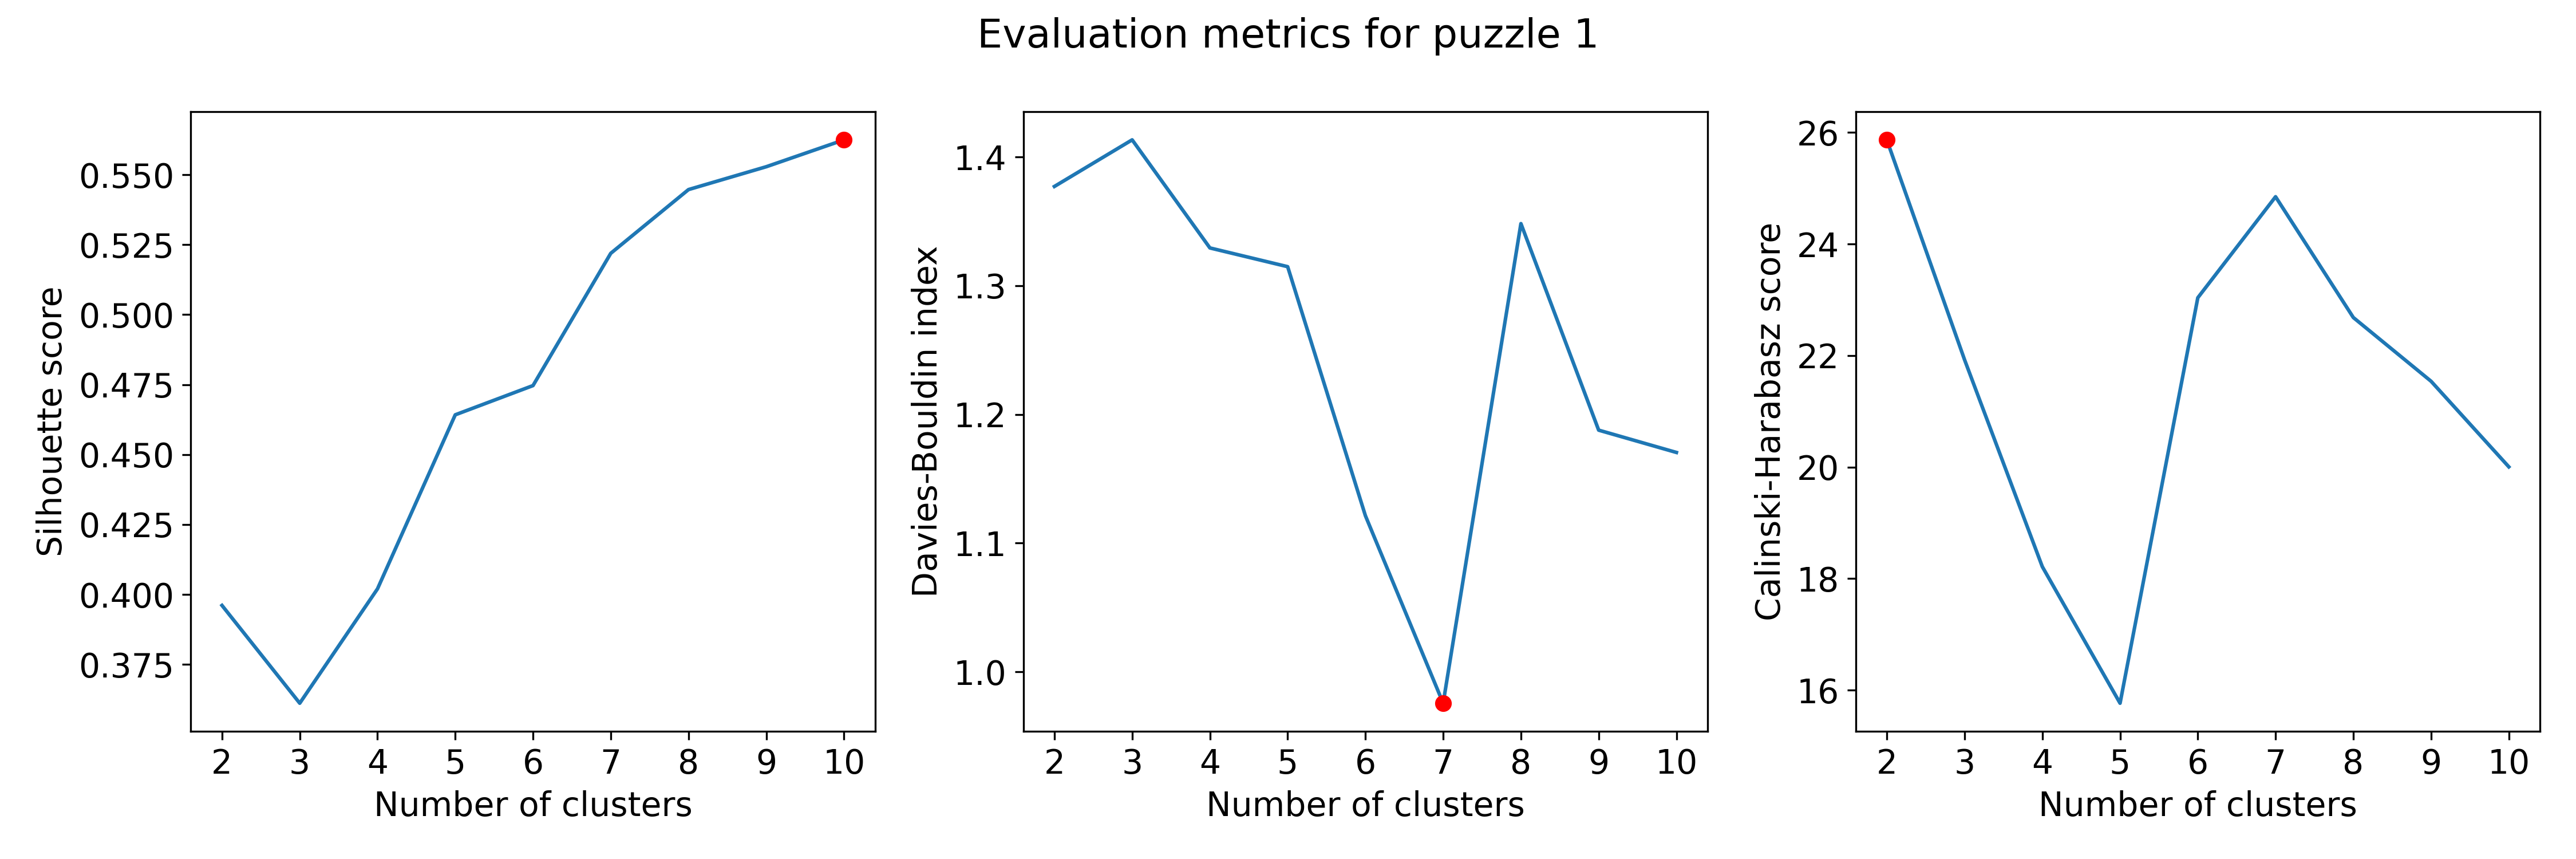 Evaluation metrics for puzzle 1
Silhouette score
0.550
0.525
0.500
0.475
0.450
0.425
0.400
0.375
2 3 4 5 6 7 8 9 10
Number of clusters
Davies-Bouldin index
1.4
1.3
1.2
1.1
1.0
2 3 4 5 6 7 8 9 10
Number of clusters
Calinski-Harabasz score
26
24
22
20
18
16
2 3 4 5 6 7 8 9 10
Number of clusters